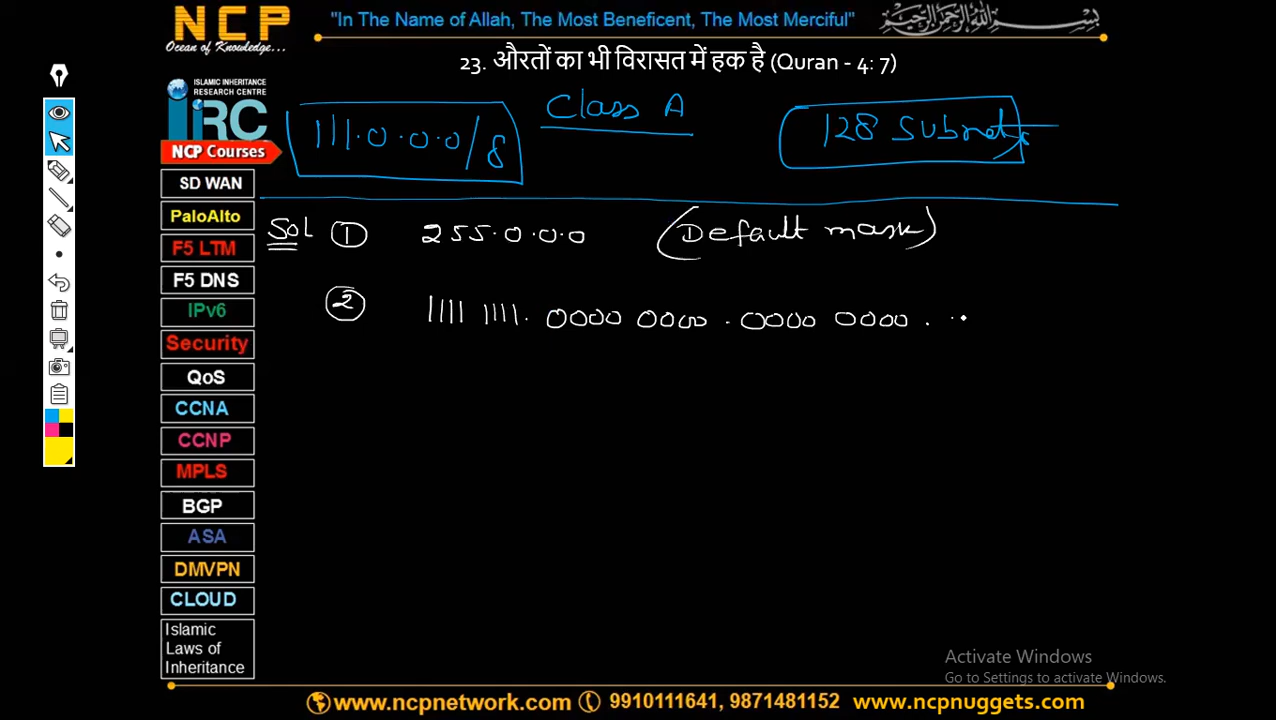 NCP
Ocean of Knowledge...
"In The Name of Allah, The Most Beneficent, The Most Merciful"
23. औरतों का भी विरासत में हक है (Quran - 4: 7)
ISLAMIC INHERITANCE
RESEARCH CENTRE
IRC
NCP Courses
111.0.0.0/8
Class A
128 Subnets
SD WAN
PaloAlto
F5 LTM
F5 DNS
IPv6
Security
QoS
CCNA
CCNP
MPLS
BGP
ASA
DMVPN
CLOUD
Islamic
Laws of
Inheritance
Sol ① 255.0.0.0 (Default mask)
② 1111 1111. 0000 0000 . 0000 0000 . ..
Activate Windows
Go to Settings to activate Windows.
www.ncpnetwork.com 9910111641, 9871481152 www.ncpnuggets.com